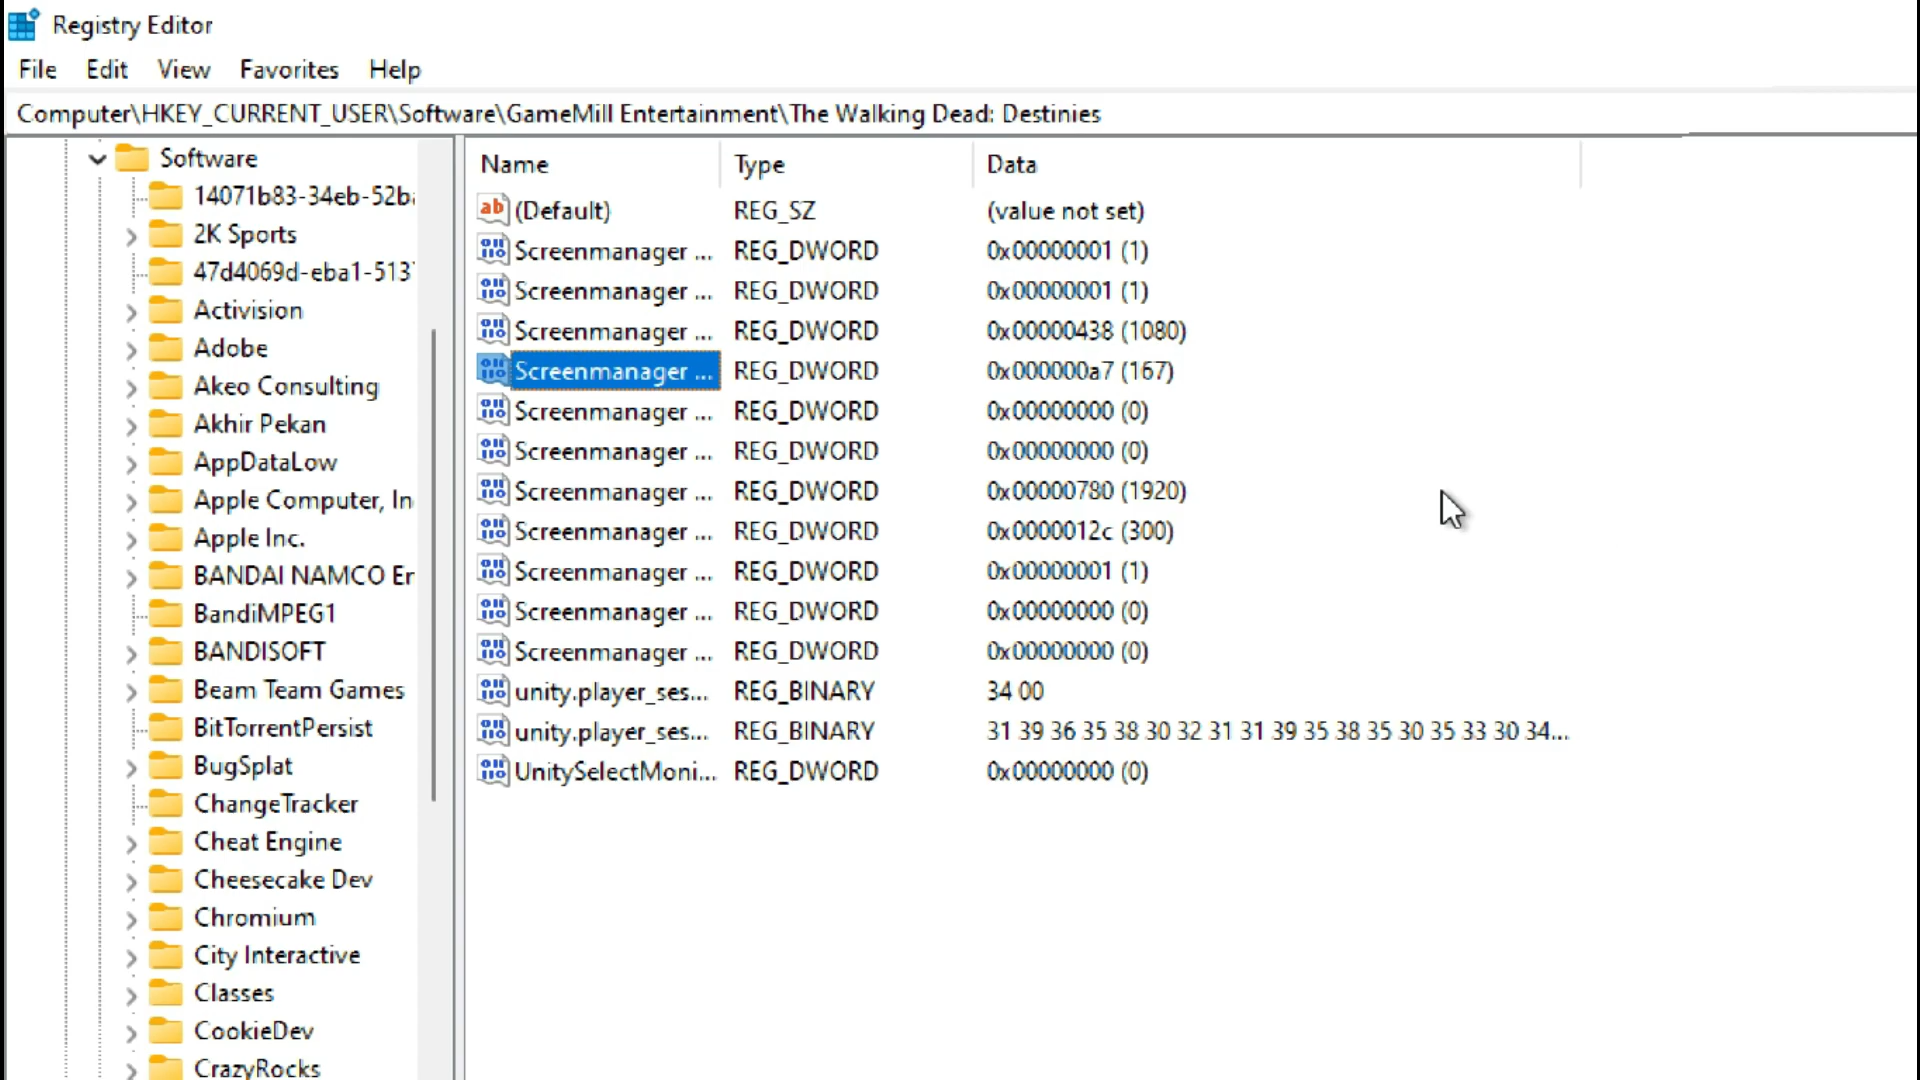 Registry Editor
File Edit View Favorites Help
Computer\HKEY_CURRENT_USER\Software\GameMill Entertainment\The Walking Dead: Destinies
Software
14071b83-34eb-52b
2K Sports
47d4069d-eba1-513
Activision
Adobe
Akeo Consulting
Akhir Pekan
AppDataLow
Apple Computer, In
Apple Inc.
BANDAI NAMCO Er
BandiMPEG1
BANDISOFT
Beam Team Games
BitTorrentPersist
BugSplat
ChangeTracker
Cheat Engine
Cheesecake Dev
Chromium
City Interactive
Classes
CookieDev
CrazyRocks
Name Type Data
(Default) REG_SZ (value not set)
Screenmanager ... REG_DWORD 0x00000001 (1)
Screenmanager ... REG_DWORD 0x00000001 (1)
Screenmanager ... REG_DWORD 0x00000438 (1080)
Screenmanager ... REG_DWORD 0x000000a7 (167)
Screenmanager ... REG_DWORD 0x00000000 (0)
Screenmanager ... REG_DWORD 0x00000000 (0)
Screenmanager ... REG_DWORD 0x00000780 (1920)
Screenmanager ... REG_DWORD 0x0000012c (300)
Screenmanager ... REG_DWORD 0x00000001 (1)
Screenmanager ... REG_DWORD 0x00000000 (0)
Screenmanager ... REG_DWORD 0x00000000 (0)
unity.player_ses... REG_BINARY 34 00
unity.player_ses... REG_BINARY 31 39 36 35 38 30 32 31 31 39 35 38 35 30 35 33 30 34...
UnitySelectMoni... REG_DWORD 0x00000000 (0)